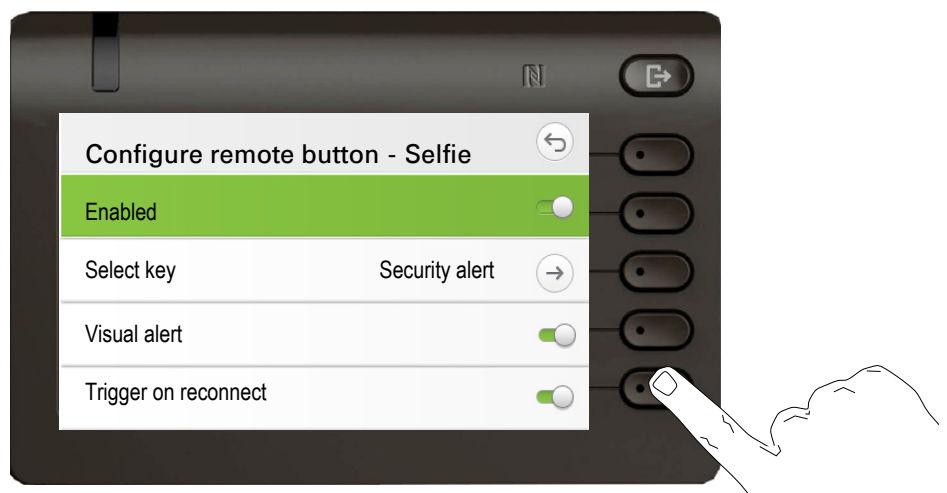 Configure remote button - Selfie
Enabled
Select key Security alert
Visual alert
Trigger on reconnect